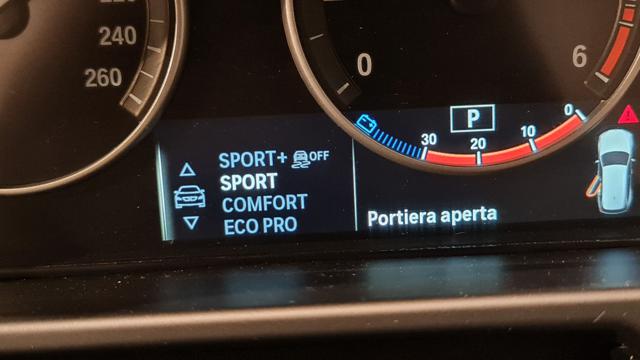 240
260
0
6
P
30
20
10
0
SPORT+ OFF
SPORT
COMFORT
ECO PRO
Portiera aperta